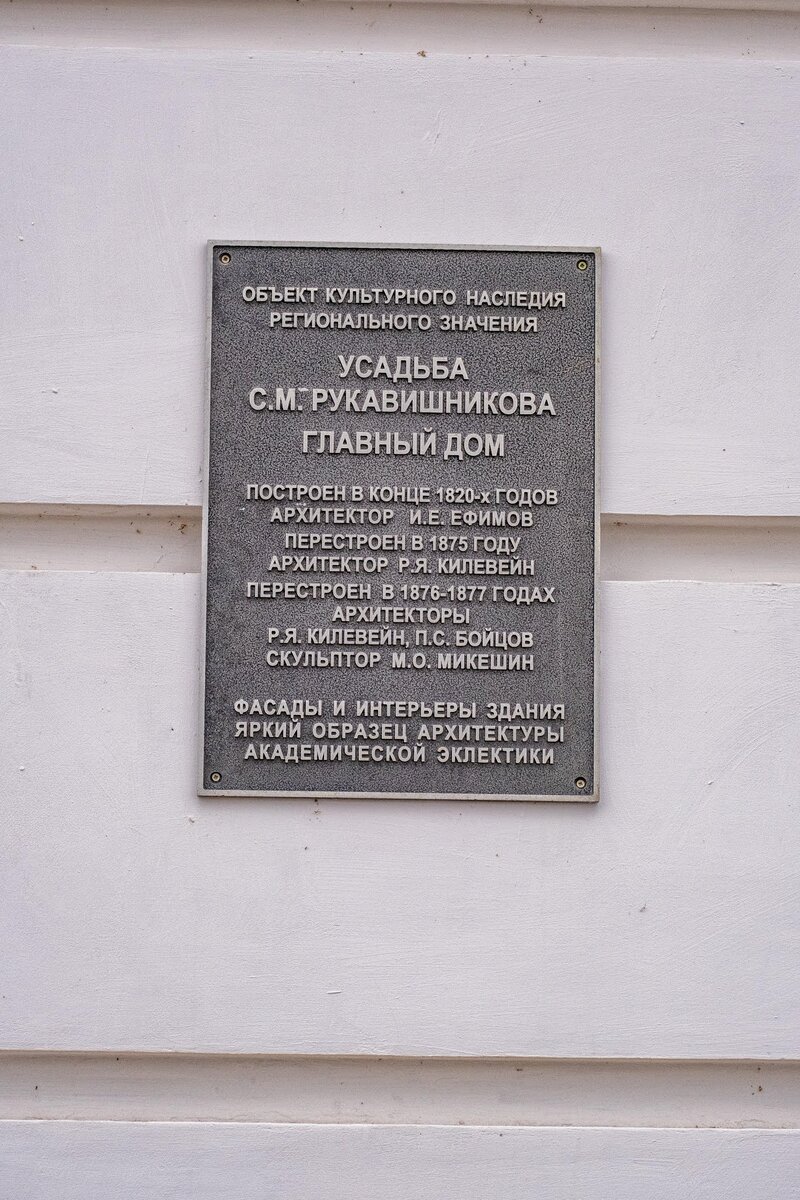 ОБЪЕКТ КУЛЬТУРНОГО НАСЛЕДИЯ
РЕГИОНАЛЬНОГО ЗНАЧЕНИЯ
УСАДЬБА
С.М. РУКАВИШНИКОВА
ГЛАВНЫЙ ДОМ
ПОСТРОЕН В КОНЦЕ 1820-х ГОДОВ
АРХИТЕКТОР И.Е. ЕФИМОВ
ПЕРЕСТРОЕН В 1875 ГОДУ
АРХИТЕКТОР Р.Я. КИЛЕВЕЙН
ПЕРЕСТРОЕН В 1876-1877 ГОДАХ
АРХИТЕКТОРЫ
Р.Я. КИЛЕВЕЙН, П.С. БОЙЦОВ
СКУЛЬПТОР М.О. МИКЕШИН
ФАСАДЫ И ИНТЕРЬЕРЫ ЗДАНИЯ
ЯРКИЙ ОБРАЗЕЦ АРХИТЕКТУРЫ
АКАДЕМИЧЕСКОЙ ЭКЛЕКТИКИ